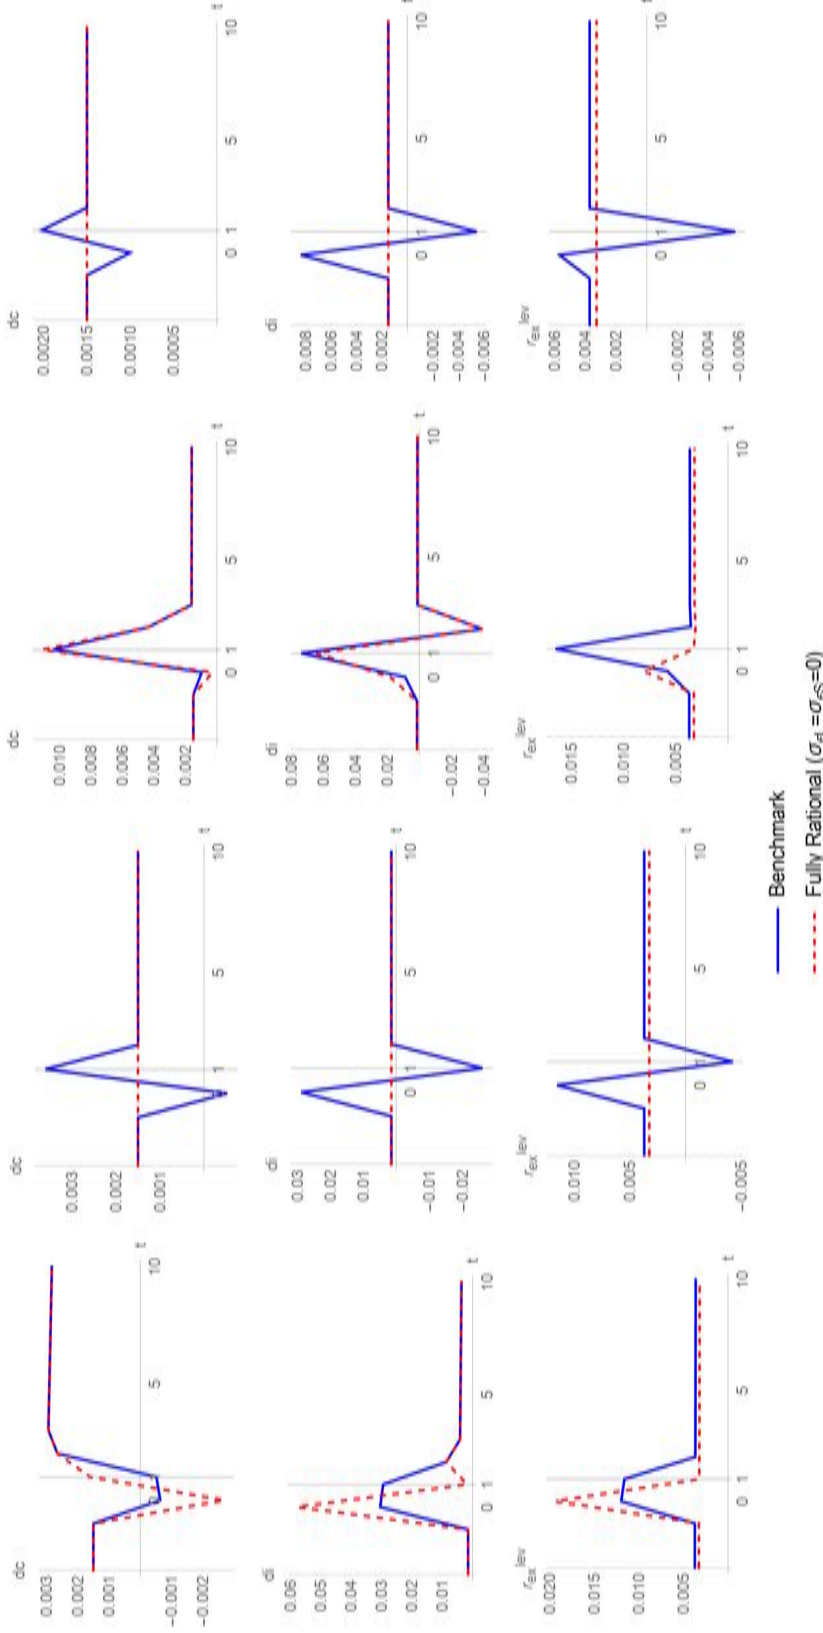 dc
0.003
0.002
0.001
−0.001
−0.002
5 10 t
dc
0.003
0.002
0.001
1 5 10 t
dc
0.010
0.008
0.006
0.004
0.002
0 1 5 10 t
dc
0.0020
0.0015
0.0010
0.0005
0 1 5 10 t
di
0.06
0.05
0.04
0.03
0.02
0.01
0 1 5 10 t
di
0.03
0.02
0.01
−0.01
−0.02
0 1 5 10 t
di
0.08
0.06
0.04
0.02
−0.02
−0.04
0 1 5 10 t
di
0.008
0.006
0.004
0.002
−0.002
−0.004
−0.006
0 1 5 10 t
r_ex^lev
0.020
0.015
0.010
0.005
0 1 5 10 t
r_ex^lev
0.010
0.005
−0.005
0 1 5 10 t
r_ex^lev
0.015
0.010
0.005
0 1 5 10 t
r_ex^lev
0.006
0.004
0.002
−0.002
−0.004
−0.006
0 1 5 10 t
Benchmark
Fully Rational